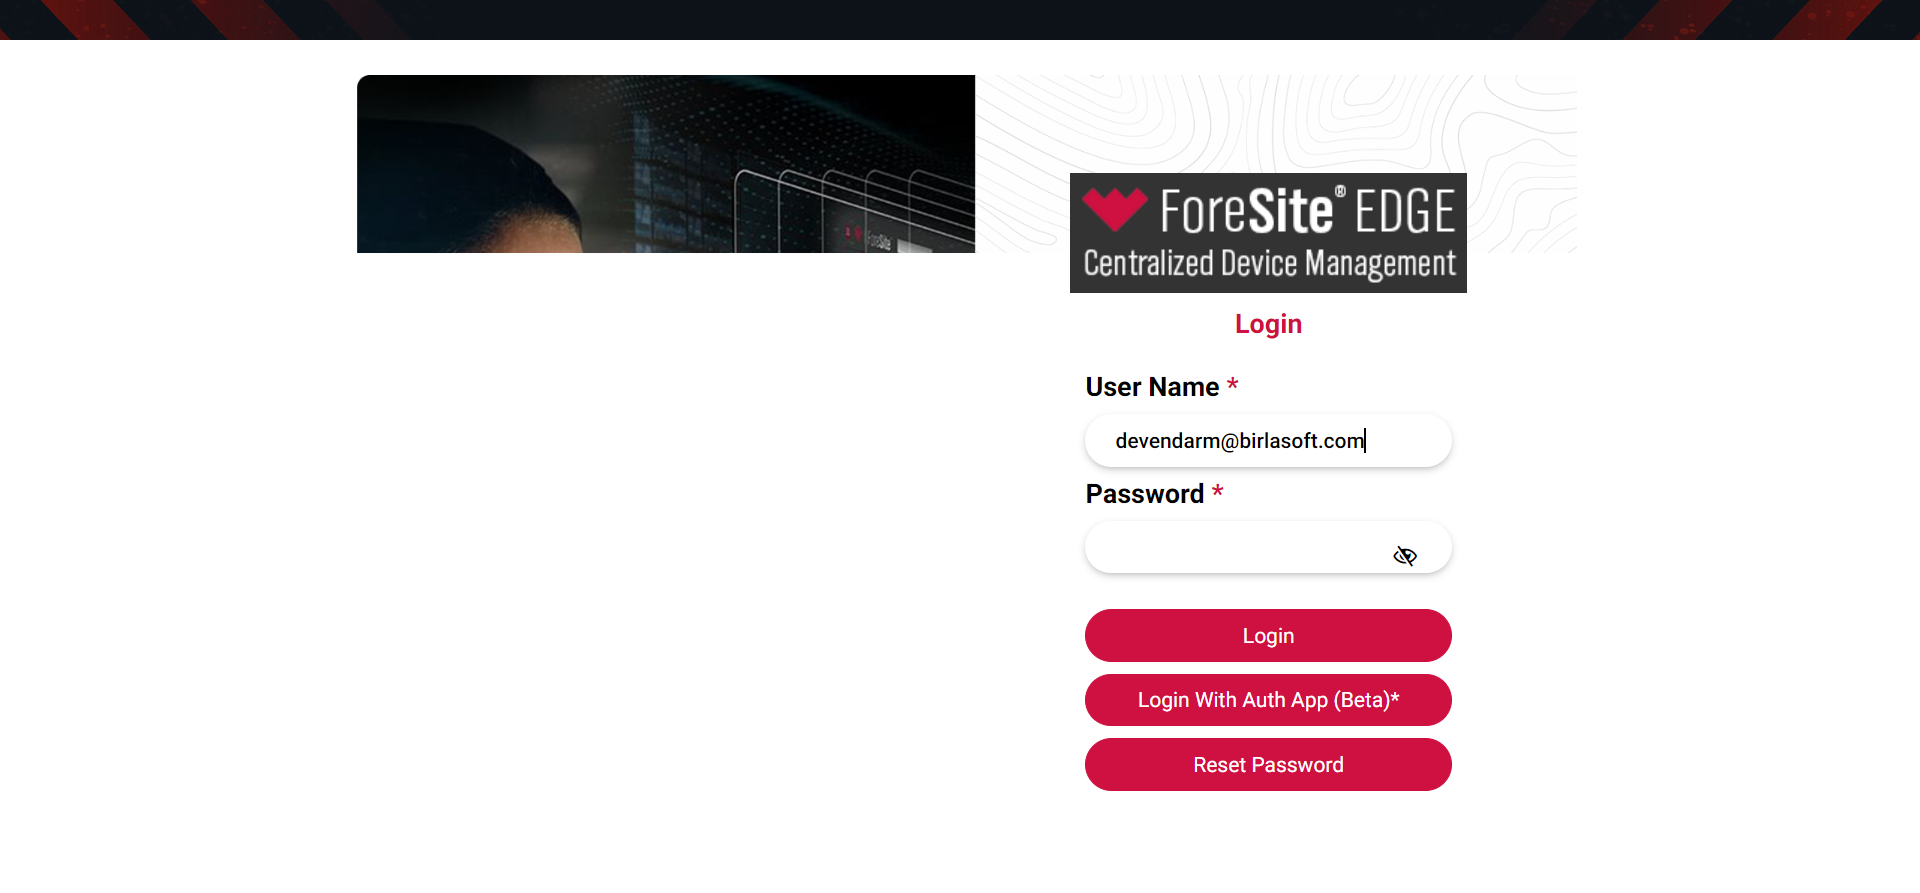 ForeSite
ForeSite® EDGE
Centralized Device Management
Login
User Name *
devendarm@birlasoft.com
Password *
Login
Login With Auth App (Beta)*
Reset Password